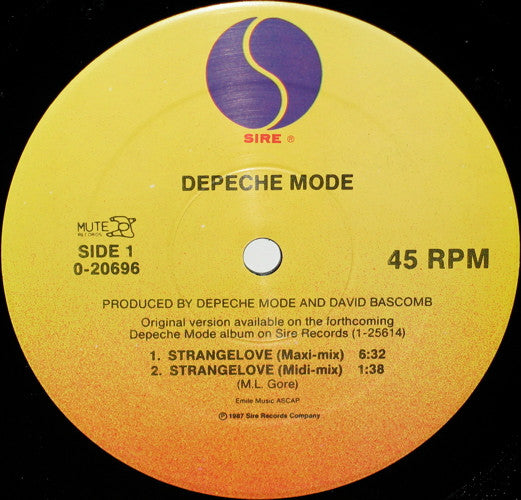 SIRE ®
DEPECHE MODE
MUTE
RECORDS
SIDE 1
0-20696
45 RPM
PRODUCED BY DEPECHE MODE AND DAVID BASCOMB
Original version available on the forthcoming
Depeche Mode album on Sire Records (1-25614)
1. STRANGELOVE (Maxi-mix) 6:32
2. STRANGELOVE (Midi-mix) 1:38
(M.L. Gore)
Emile Music ASCAP
℗ 1987 Sire Records Company